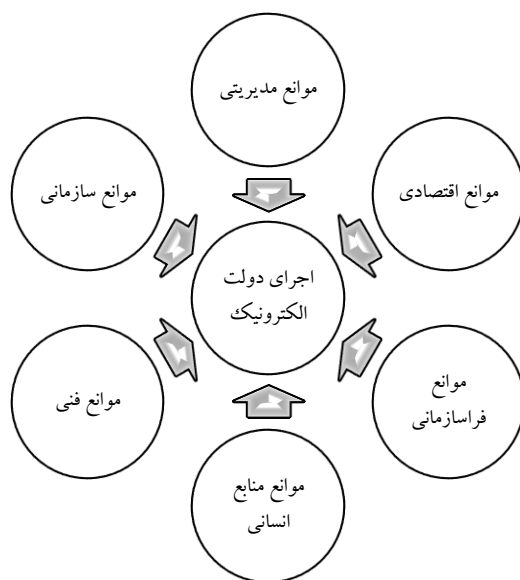 موانع مدیریتی
موانع اقتصادی
موانع سازمانی
اجرای دولت
الکترونیک
موانع
فراسازمانی
موانع فنی
موانع منابع
انسانی